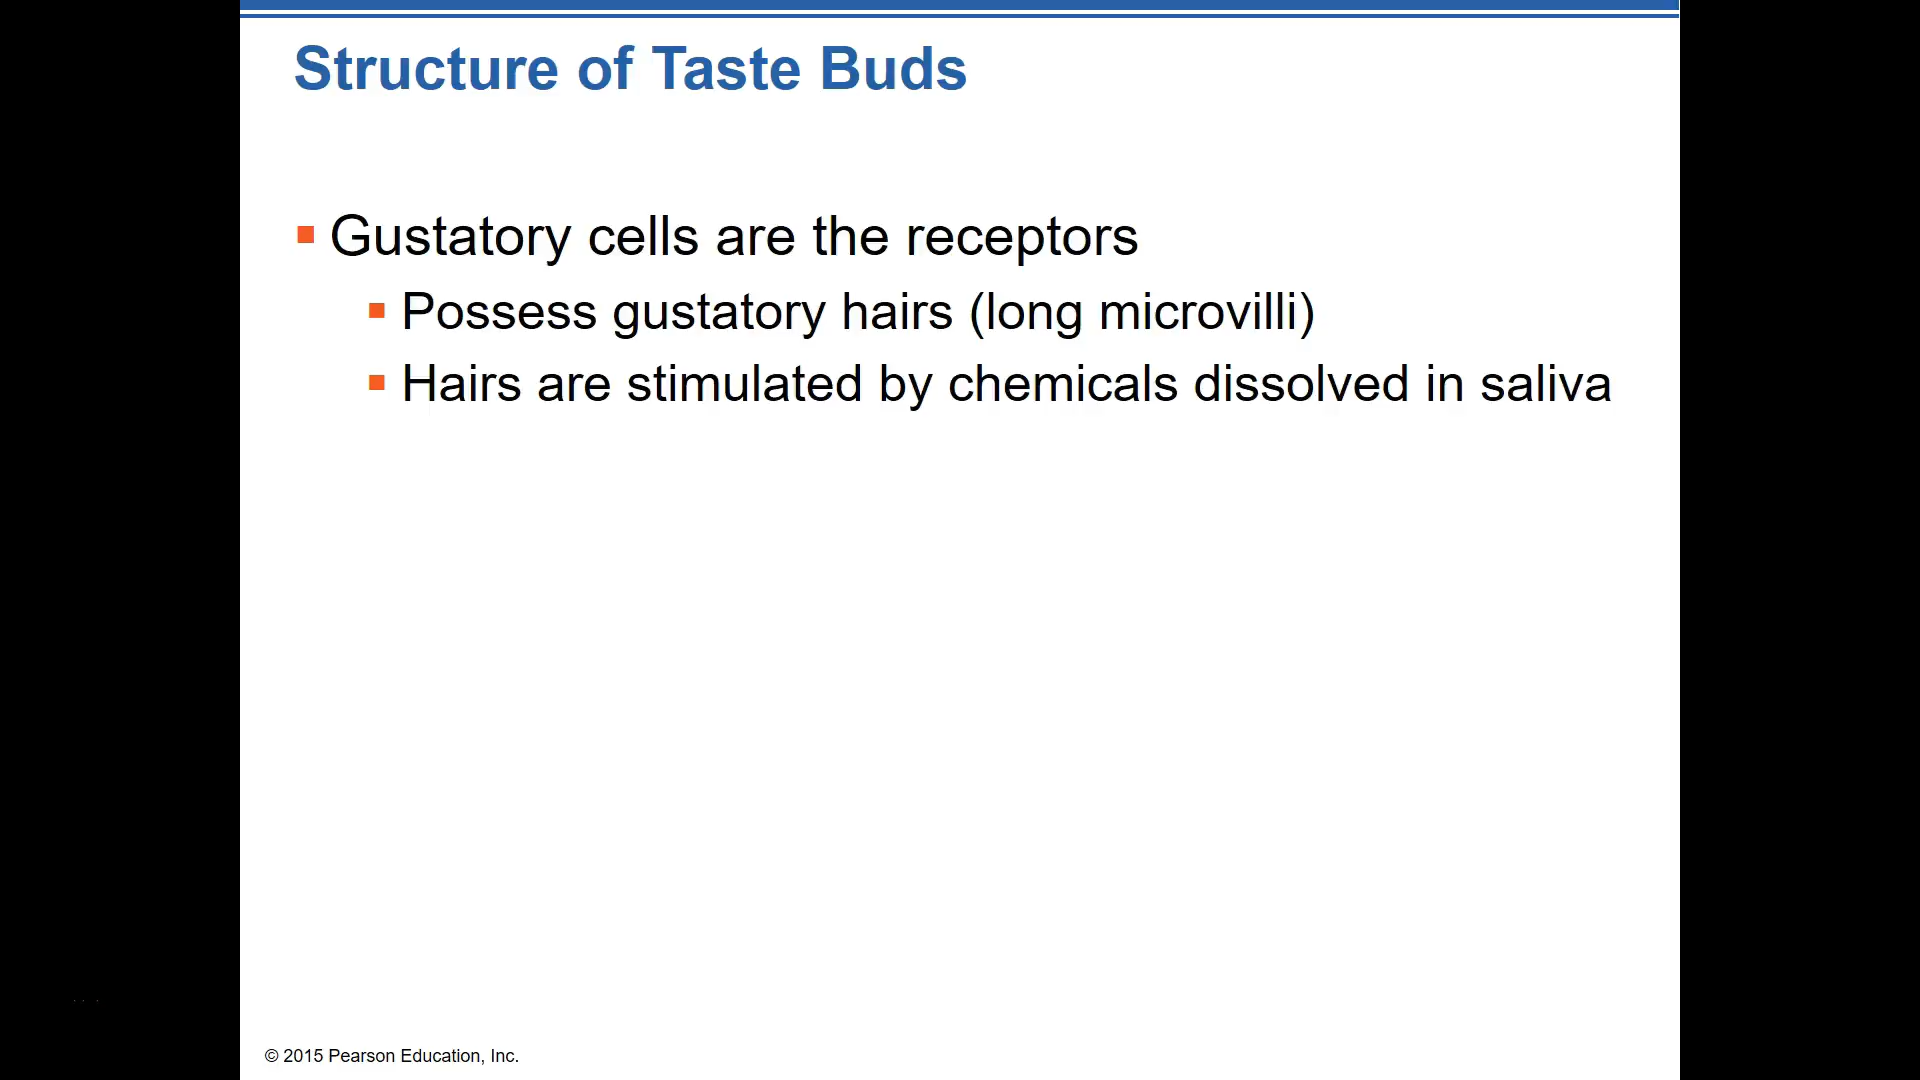 Structure of Taste Buds
Gustatory cells are the receptors
Possess gustatory hairs (long microvilli)
Hairs are stimulated by chemicals dissolved in saliva
© 2015 Pearson Education, Inc.